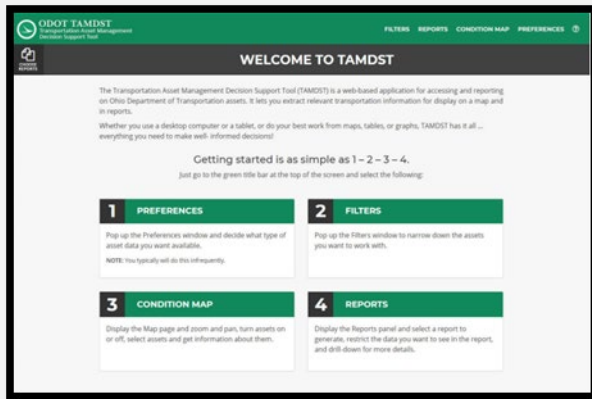 ODOT TAMDST
Transportation Asset Management
Decision Support Tool
FILTERS REPORTS CONDITION MAP PREFERENCES ?
CHOOSE
REPORTS
WELCOME TO TAMDST
The Transportation Asset Management Decision Support Tool (TAMDST) is a web-based application for accessing and reporting
on Ohio Department of Transportation assets. It lets you extract relevant transportation information for display on a map and
in reports.
Whether you use a desktop computer or a tablet, or do your best work from maps, tables, or graphs, TAMDST has it all ...
everything you need to make well- informed decisions!
Getting started is as simple as 1 – 2 – 3 – 4.
Just go to the green title bar at the top of the screen and select the following:
1 PREFERENCES
Pop up the Preferences window and decide what type of
asset data you want available.
NOTE: You typically will do this infrequently.
2 FILTERS
Pop up the Filters window to narrow down the assets
you want to work with.
3 CONDITION MAP
Display the Map page and zoom and pan, turn assets on
or off, select assets and get information about them.
4 REPORTS
Display the Reports panel and select a report to
generate, restrict the data you want to see in the report,
and drill-down for more details.